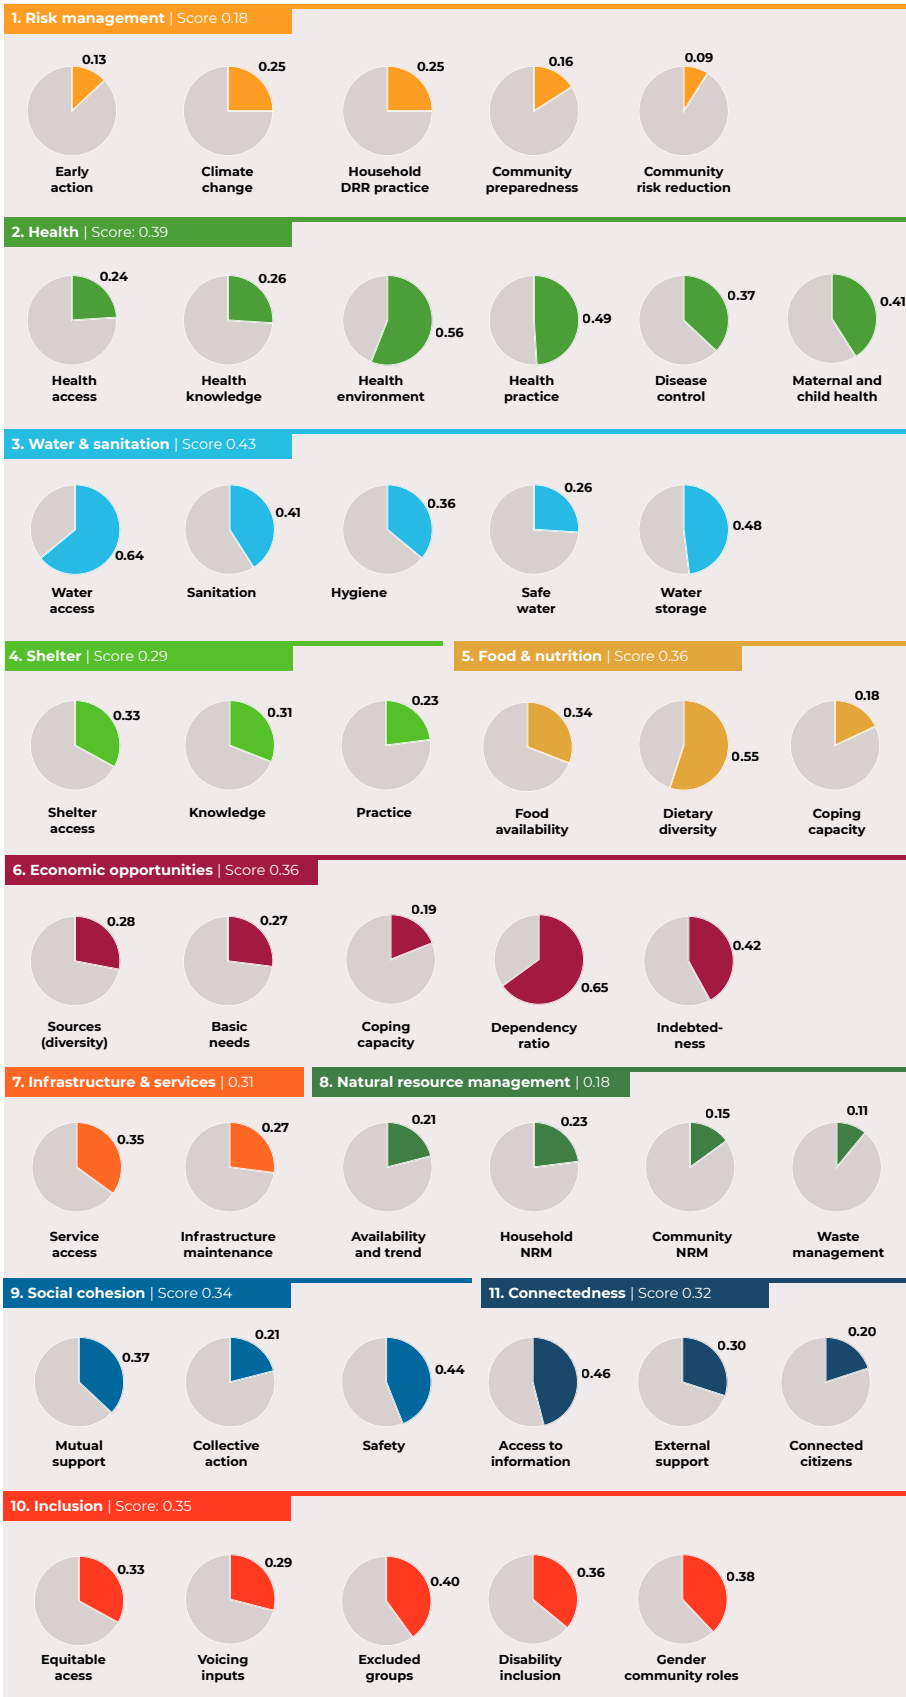 1. Risk management | Score 0.18
0.13
0.25
0.25
0.16
0.09
Early
action
Climate
change
Household
DRR practice
Community
preparedness
Community
risk reduction
2. Health | Score: 0.39
0.24
0.26
0.56
0.49
0.37
0.41
Health
access
Health
knowledge
Health
environment
Health
practice
Disease
control
Maternal and
child health
3. Water & sanitation | Score 0.43
0.64
0.41
0.36
0.26
0.48
Water
access
Sanitation
Hygiene
Safe
water
Water
storage
4. Shelter | Score 0.29
0.33
0.31
0.23
Shelter
access
Knowledge
Practice
5. Food & nutrition | Score 0.36
0.34
0.55
0.18
Food
availability
Dietary
diversity
Coping
capacity
6. Economic opportunities | Score 0.36
0.28
0.27
0.19
0.65
0.42
Sources
(diversity)
Basic
needs
Coping
capacity
Dependency
ratio
Indebted-
ness
7. Infrastructure & services | 0.31
0.35
0.27
Service
access
Infrastructure
maintenance
8. Natural resource management | 0.18
0.21
0.23
0.15
0.11
Availability
and trend
Household
NRM
Community
NRM
Waste
management
9. Social cohesion | Score 0.34
0.37
0.21
0.44
Mutual
support
Collective
action
Safety
11. Connectedness | Score 0.32
0.46
0.30
0.20
Access to
information
External
support
Connected
citizens
10. Inclusion | Score: 0.35
0.33
0.29
0.40
0.36
0.38
Equitable
acess
Voicing
inputs
Excluded
groups
Disability
inclusion
Gender
community roles